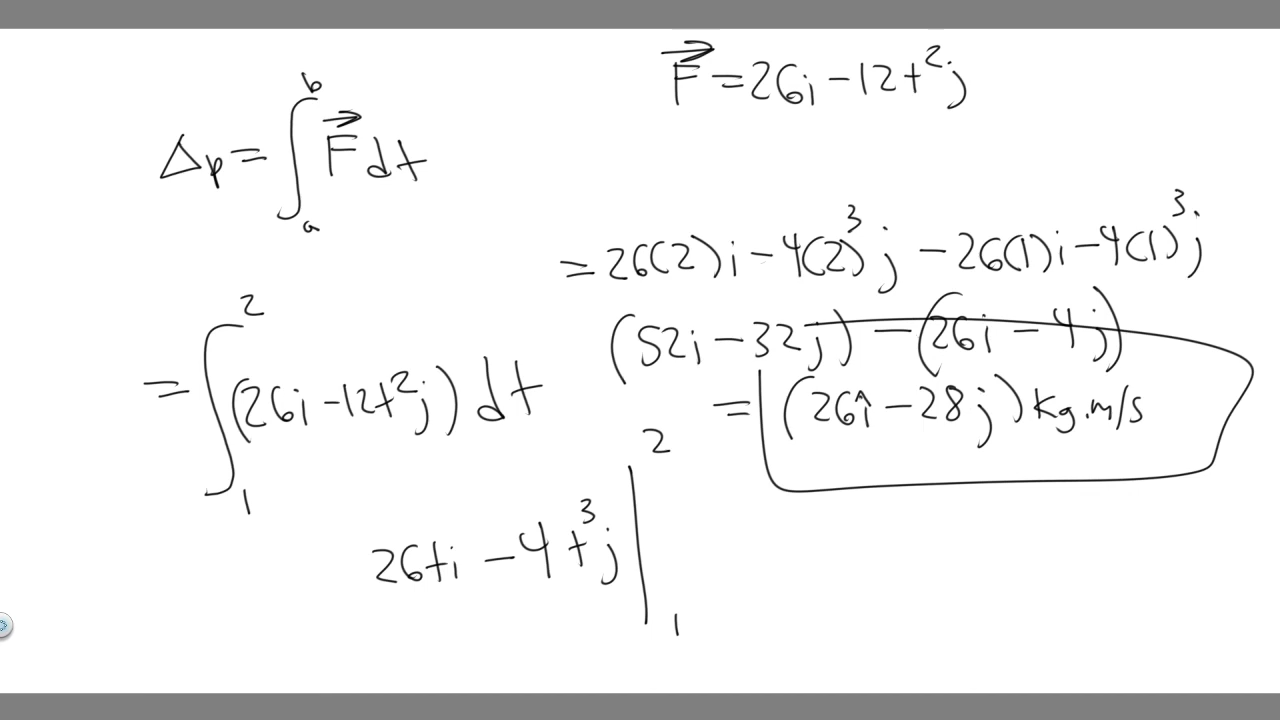 F⃗ = 26i - 12t²j
Δp = ∫ₐᵇ F⃗ dt
= 26(2)i - 4(2)³j - 26(1)i - 4(1)³j
(52i - 32j) - (26i - 4j)
= ∫₁² (26i - 12t²j) dt
= (26î - 28j) kg.m/s
26ti - 4t³j |₁²